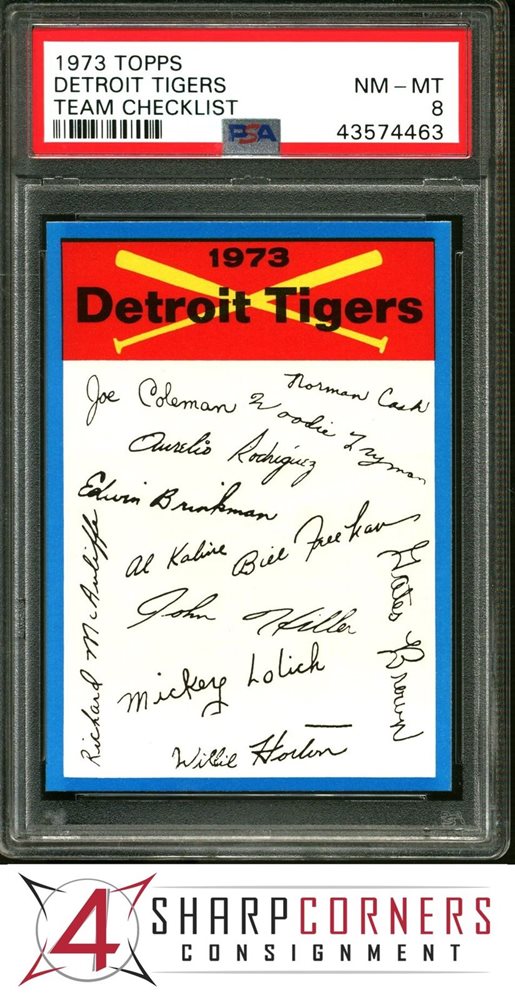 1973 TOPPS
DETROIT TIGERS NM – MT
TEAM CHECKLIST 8
PSA 43574463
1973
Detroit Tigers
Norman Cash
Joe Coleman
Woodie Fryman
Aurelio Rodriguez
Edwin Brinkman
Al Kaline
Bill Freehan
Richard McAuliffe
Gates Brown
John Hiller
Mickey Lolich
Willie Horton
4 SHARPCORNERS
CONSIGNMENT